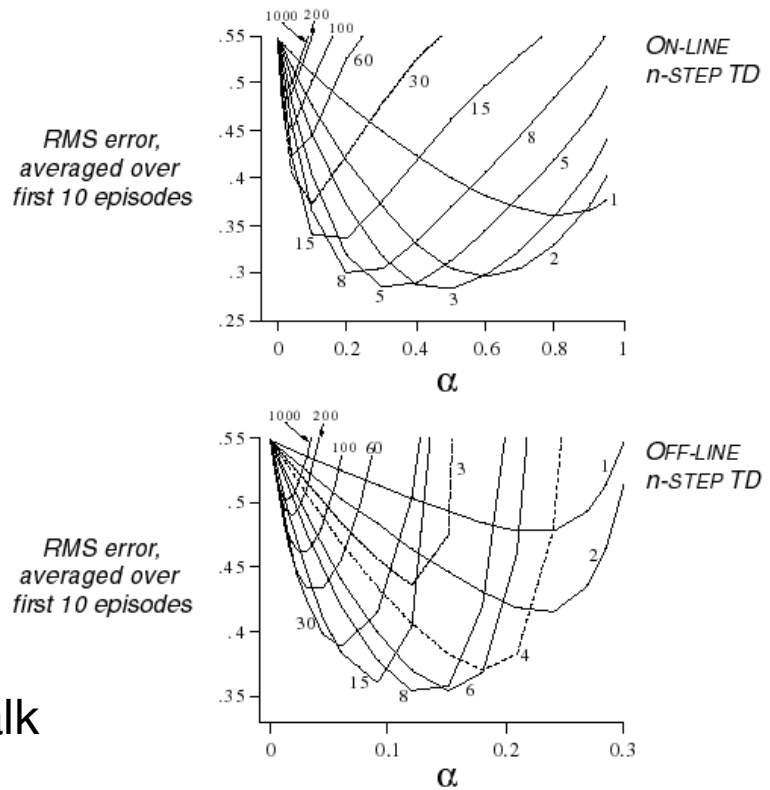 1000 200
100
60
30
15
8
5
1
2
3
5
8
15
.55
.5
.45
.4
.35
.3
.25
0 0.2 0.4 0.6 0.8 1
α
RMS error,
averaged over
first 10 episodes
ON-LINE
n-STEP TD
1000 200
100 60
3
1
2
4
6
8
15
30
.55
.5
.45
.4
.35
0 0.1 0.2 0.3
α
RMS error,
averaged over
first 10 episodes
OFF-LINE
n-STEP TD
alk